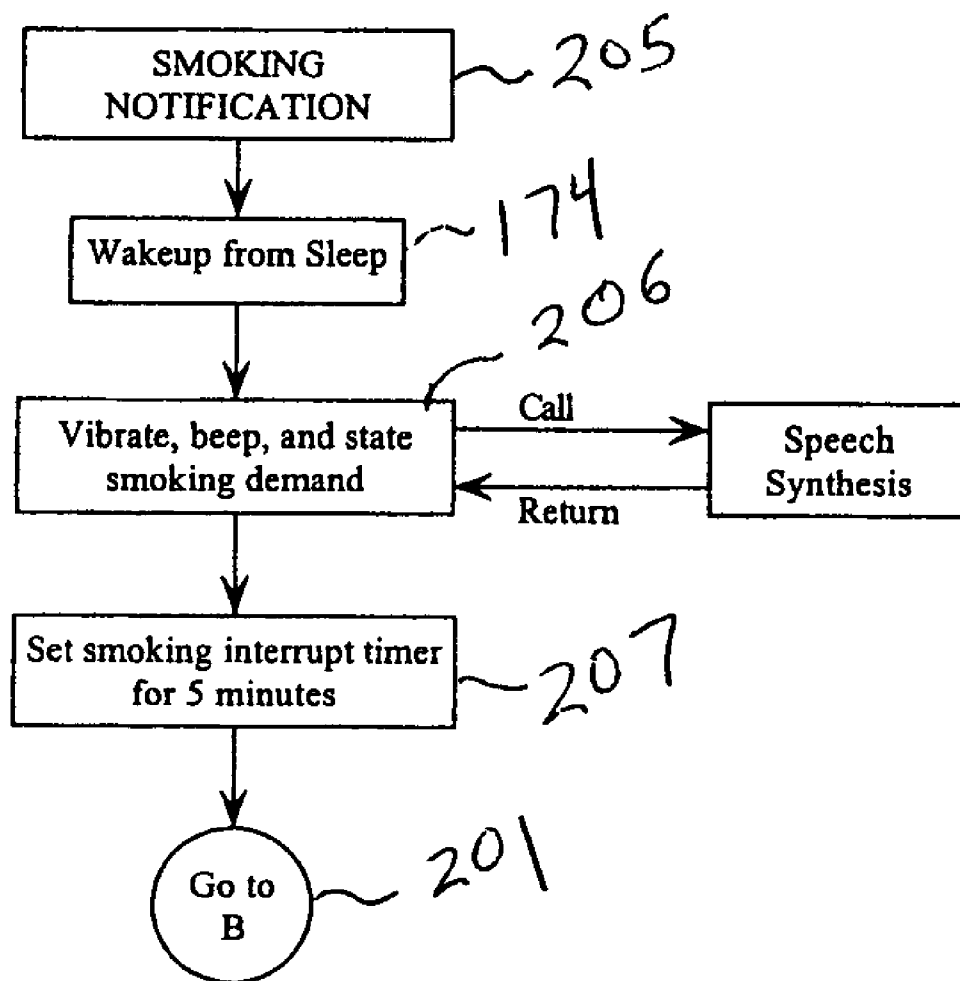 SMOKING
NOTIFICATION
205
Wakeup from Sleep
174
206
Vibrate, beep, and state
smoking demand
Call
Return
Speech
Synthesis
Set smoking interrupt timer
for 5 minutes
207
Go to
B
201